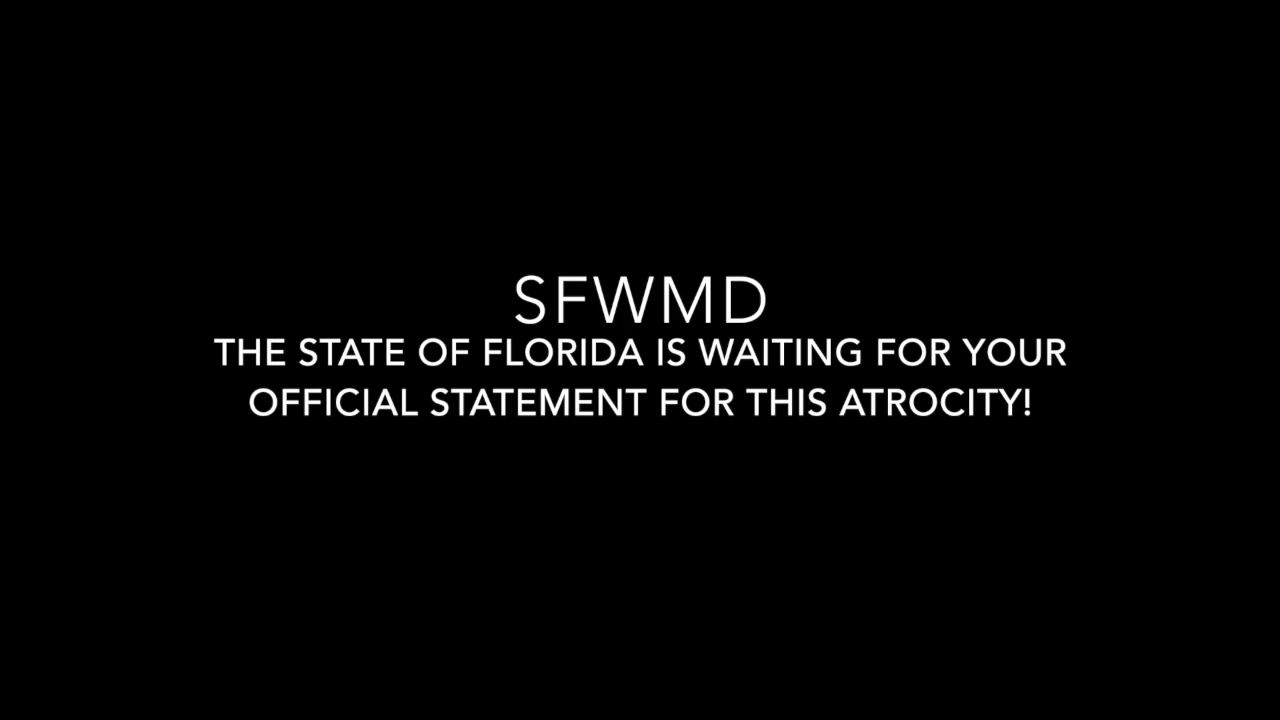 SFWMD
THE STATE OF FLORIDA IS WAITING FOR YOUR
OFFICIAL STATEMENT FOR THIS ATROCITY!